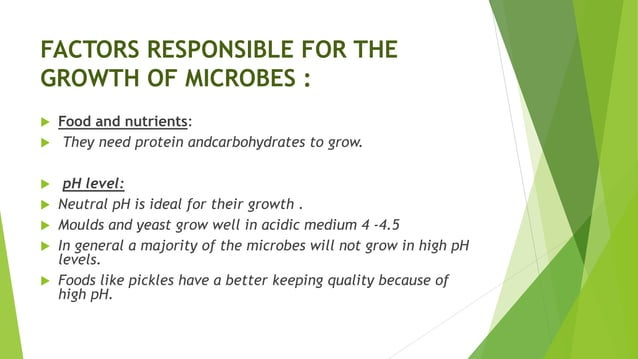 FACTORS RESPONSIBLE FOR THE
GROWTH OF MICROBES :
Food and nutrients:
They need protein andcarbohydrates to grow.
pH level:
Neutral pH is ideal for their growth .
Moulds and yeast grow well in acidic medium 4 -4.5
In general a majority of the microbes will not grow in high pH
levels.
Foods like pickles have a better keeping quality because of
high pH.